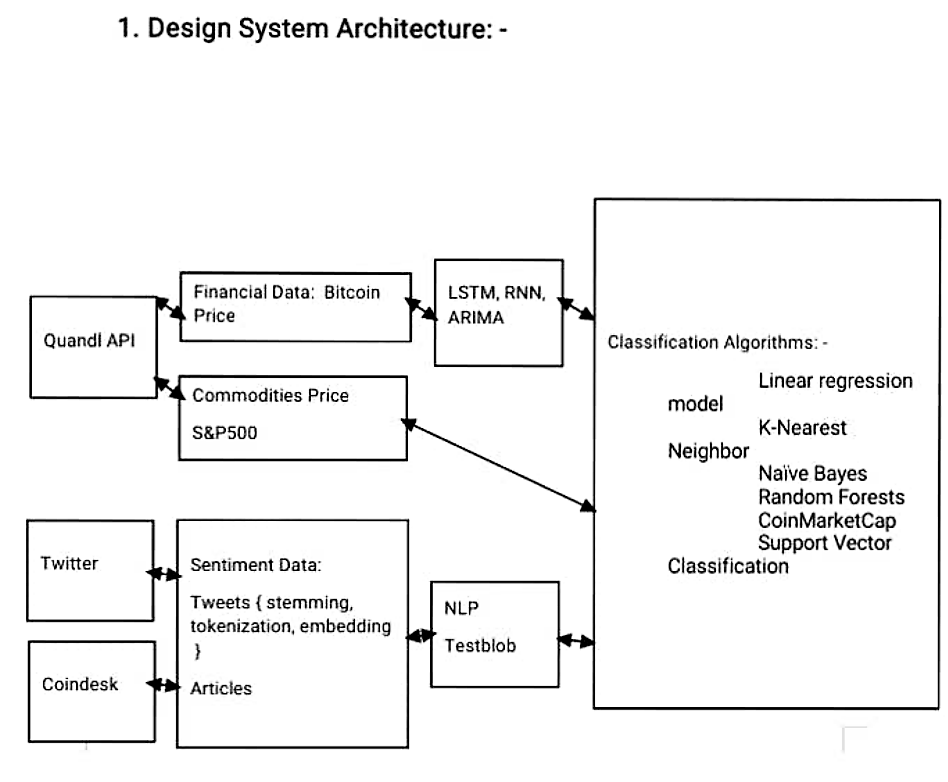 1. Design System Architecture: -
Quandl API
Financial Data: Bitcoin
Price
LSTM, RNN,
ARIMA
Commodities Price
S&P500
Classification Algorithms: -
Linear regression
model
K-Nearest
Neighbor
Naïve Bayes
Random Forests
CoinMarketCap
Support Vector
Classification
Twitter
Coindesk
Sentiment Data:
Tweets { stemming,
tokenization, embedding
}
Articles
NLP
Testblob